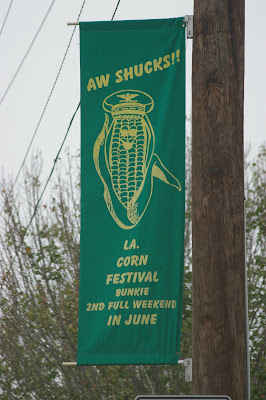 AW SHUCKS!!
LA.
CORN
FESTIVAL
BUNKIE
2ND FULL WEEKEND
IN JUNE